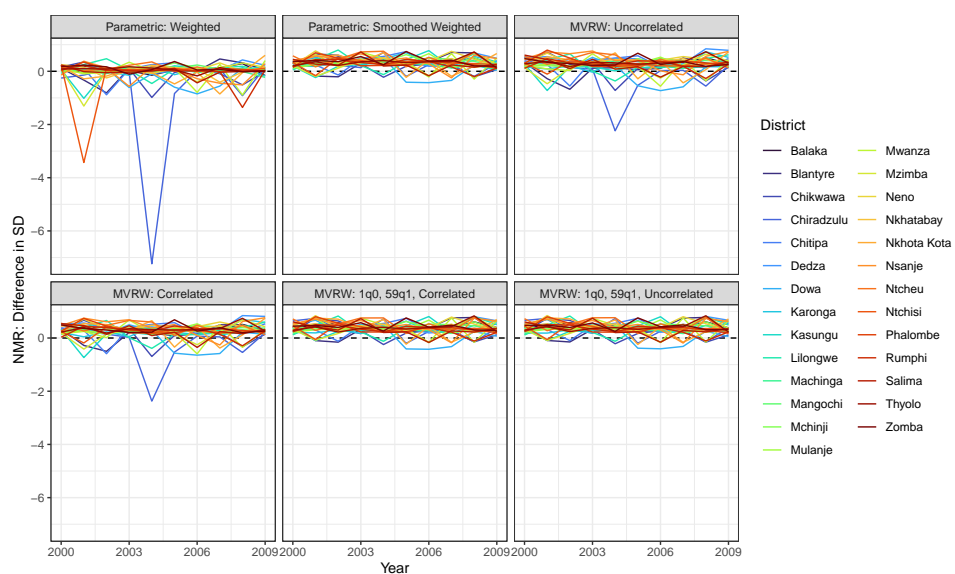 Parametric: Weighted
Parametric: Smoothed Weighted
MVRW: Uncorrelated
0
−2
−4
−6
MVRW: Correlated
MVRW: 1q0, 59q1, Correlated
MVRW: 1q0, 59q1, Uncorrelated
0
−2
−4
−6
2000 2003 2006 2009
2000 2003 2006 2009
2000 2003 2006 2009
Year
NMR: Difference in SD
District
Balaka
Blantyre
Chikwawa
Chiradzulu
Chitipa
Dedza
Dowa
Karonga
Kasungu
Lilongwe
Machinga
Mangochi
Mchinji
Mulanje
Mwanza
Mzimba
Neno
Nkhatabay
Nkhota Kota
Nsanje
Ntcheu
Ntchisi
Phalombe
Rumphi
Salima
Thyolo
Zomba